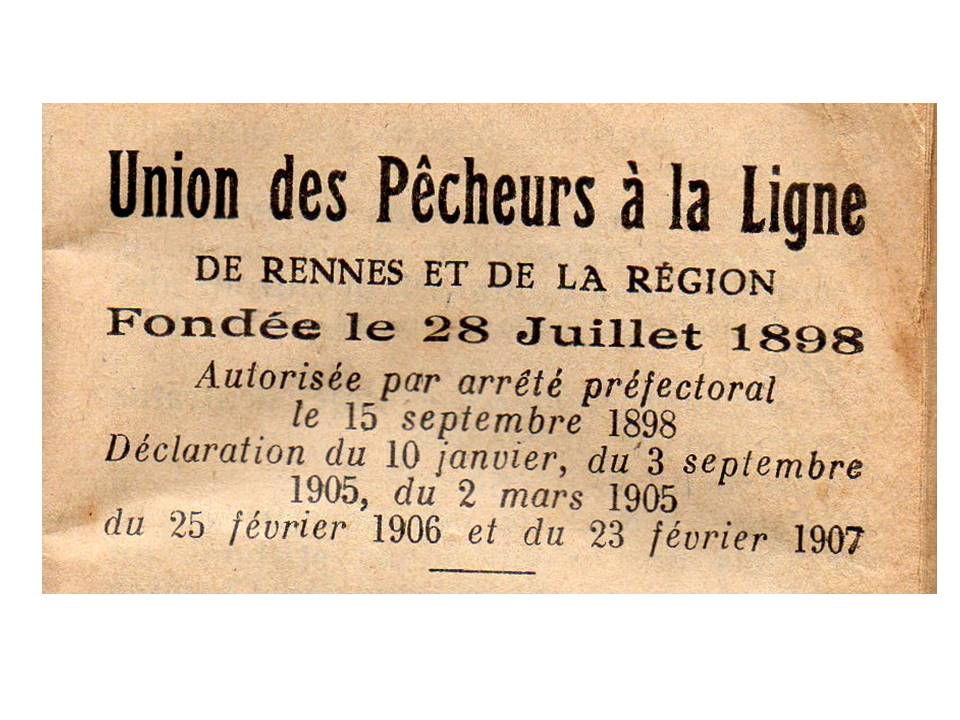 Union des Pêcheurs à la Ligne
DE RENNES ET DE LA RÉGION
Fondée le 28 Juillet 1898
Autorisée par arrêté préfectoral
le 15 septembre 1898
Déclaration du 10 janvier, du 3 septembre
1905, du 2 mars 1905
du 25 février 1906 et du 23 février 1907